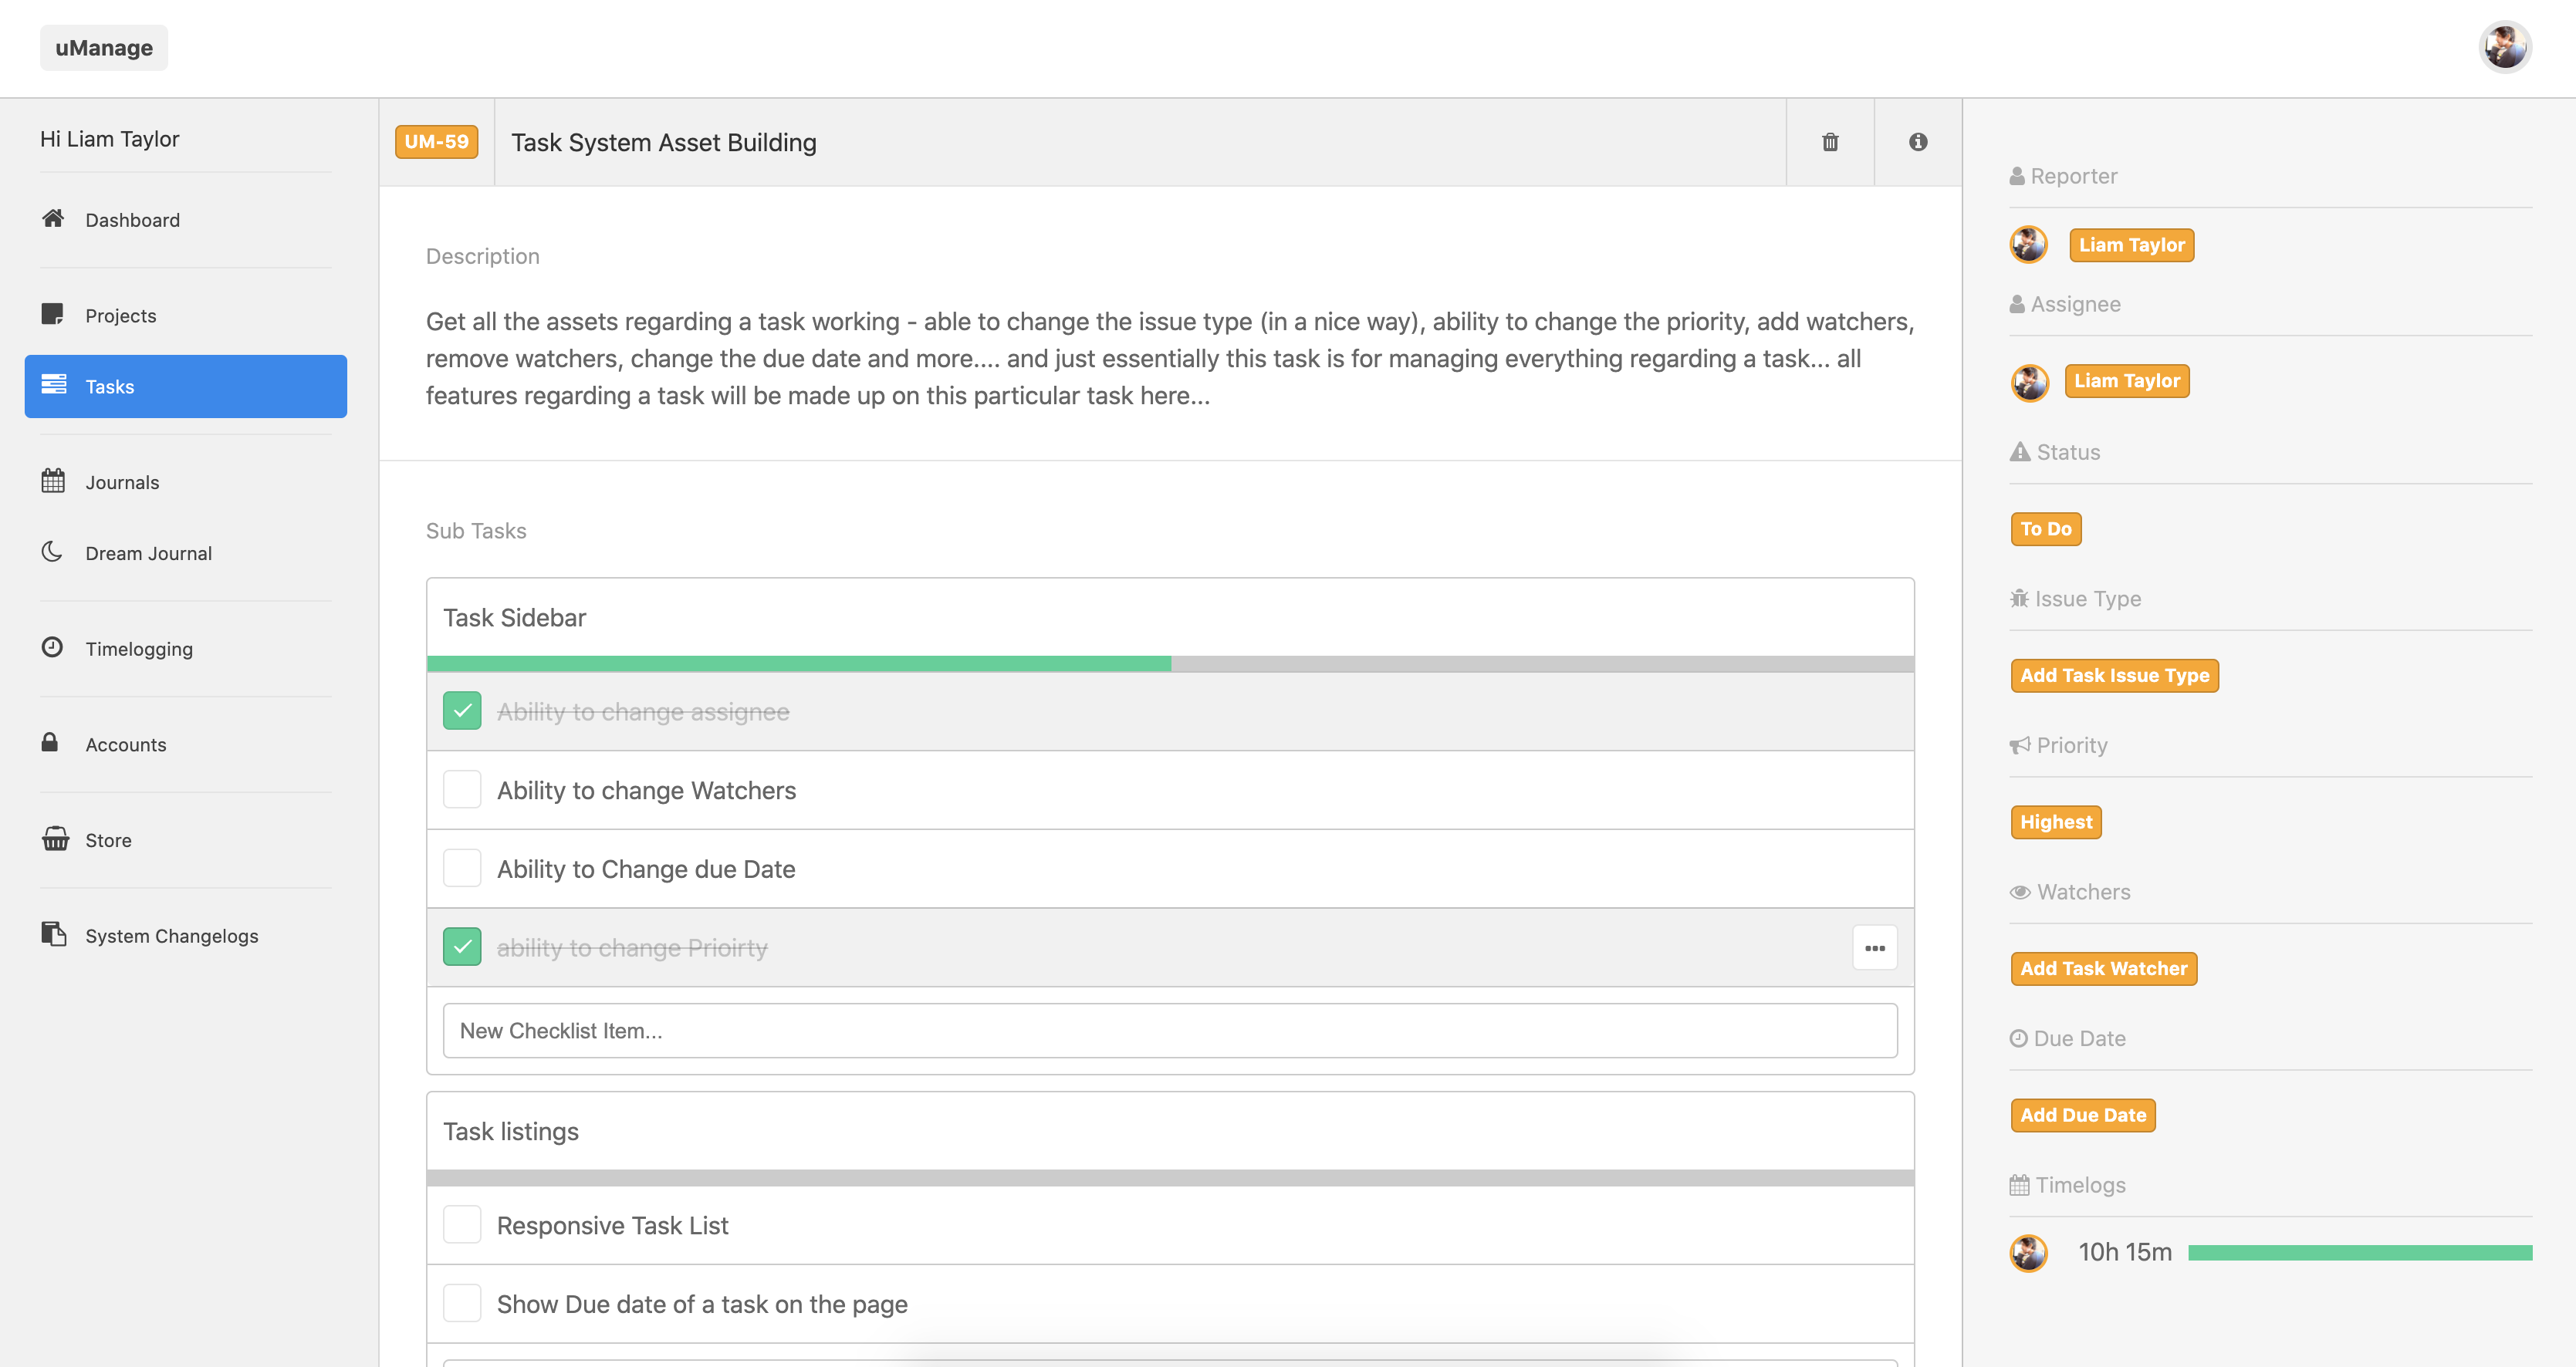 uManage
Hi Liam Taylor
Dashboard
Projects
Tasks
Journals
Dream Journal
Timelogging
Accounts
Store
System Changelogs
UM-59
Task System Asset Building
Description
Get all the assets regarding a task working - able to change the issue type (in a nice way), ability to change the priority, add watchers,
remove watchers, change the due date and more.... and just essentially this task is for managing everything regarding a task... all
features regarding a task will be made up on this particular task here...
Sub Tasks
Task Sidebar
Ability to change assignee
Ability to change Watchers
Ability to Change due Date
ability to change Prioirty
New Checklist Item...
Task listings
Responsive Task List
Show Due date of a task on the page
Reporter
Liam Taylor
Assignee
Liam Taylor
Status
To Do
Issue Type
Add Task Issue Type
Priority
Highest
Watchers
Add Task Watcher
Due Date
Add Due Date
Timelogs
10h 15m